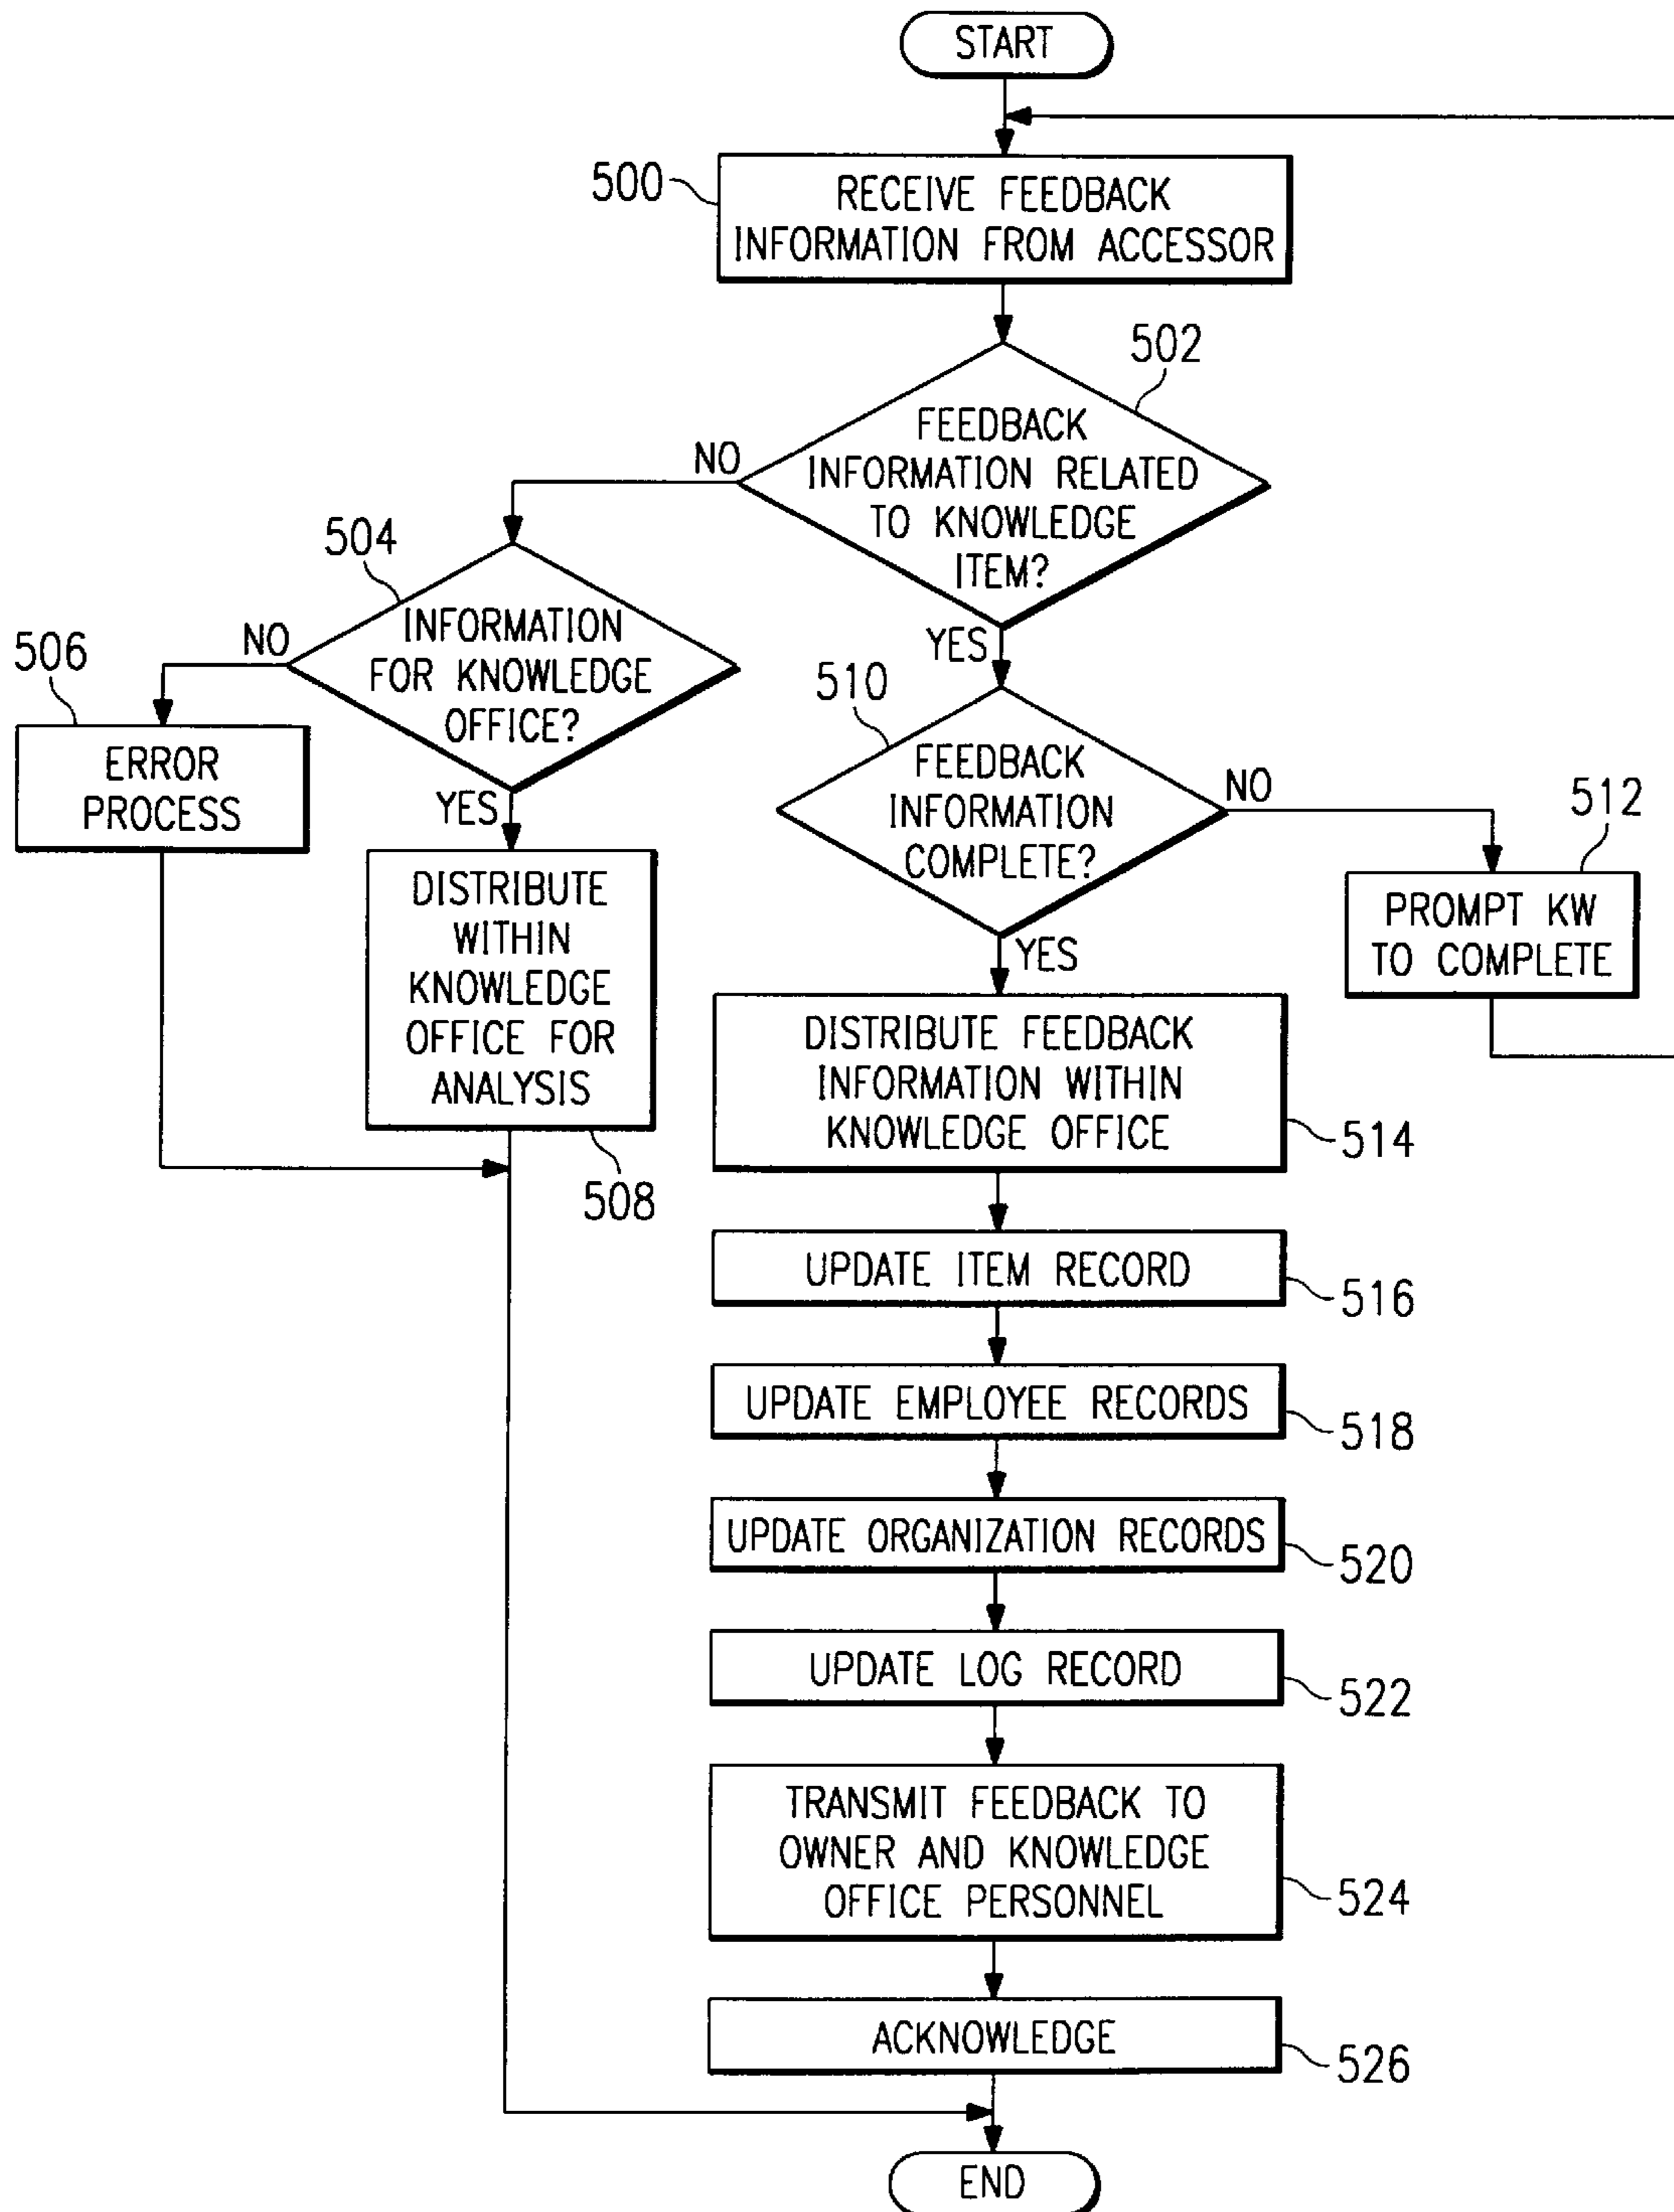 START
500
RECEIVE FEEDBACK
INFORMATION FROM ACCESSOR
502
FEEDBACK
INFORMATION RELATED
TO KNOWLEDGE
ITEM?
NO
YES
504
INFORMATION
FOR KNOWLEDGE
OFFICE?
NO
YES
506
ERROR
PROCESS
DISTRIBUTE
WITHIN
KNOWLEDGE
OFFICE FOR
ANALYSIS
508
510
FEEDBACK
INFORMATION
COMPLETE?
NO
YES
512
PROMPT KW
TO COMPLETE
DISTRIBUTE FEEDBACK
INFORMATION WITHIN
KNOWLEDGE OFFICE
514
UPDATE ITEM RECORD
516
UPDATE EMPLOYEE RECORDS
518
UPDATE ORGANIZATION RECORDS
520
UPDATE LOG RECORD
522
TRANSMIT FEEDBACK TO
OWNER AND KNOWLEDGE
OFFICE PERSONNEL
524
ACKNOWLEDGE
526
END